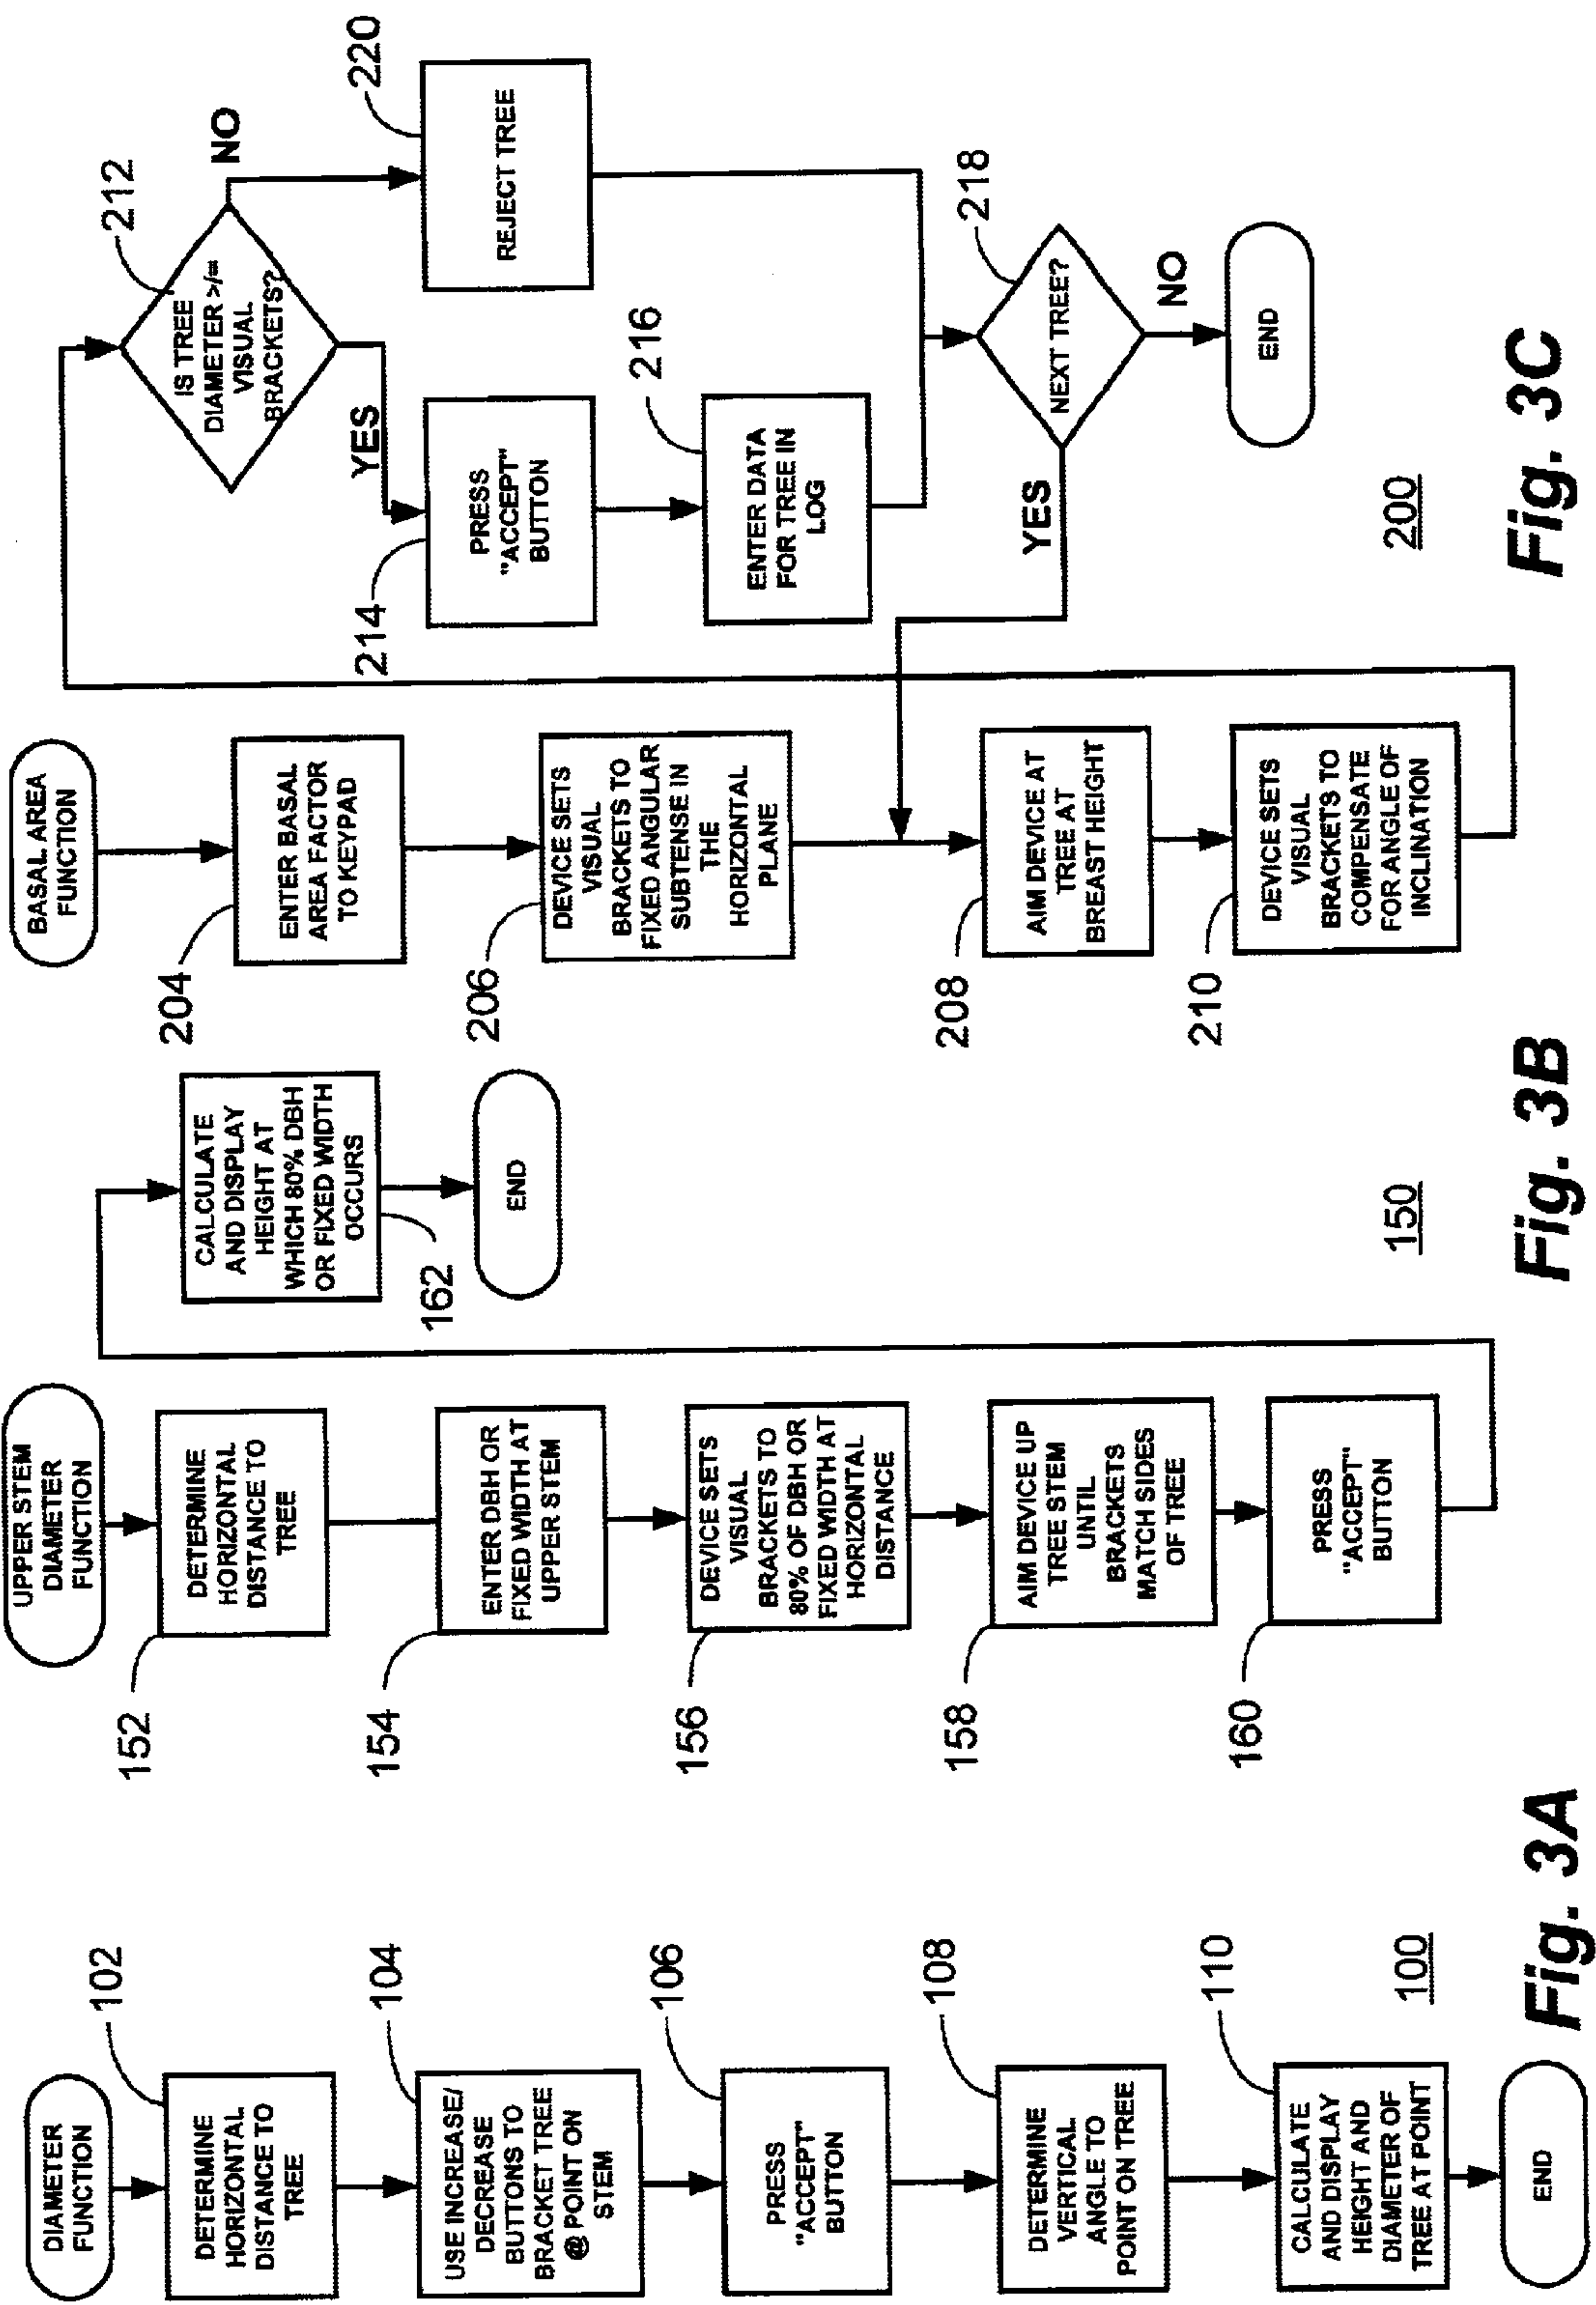 DIAMETER
FUNCTION
102
DETERMINE
HORIZONTAL
DISTANCE TO
TREE
104
USE INCREASE/
DECREASE
BUTTONS TO
BRACKET TREE
@ POINT ON
STEM
106
PRESS
"ACCEPT"
BUTTON
108
DETERMINE
VERTICAL
ANGLE TO
POINT ON TREE
110
CALCULATE
AND DISPLAY
HEIGHT AND
DIAMETER OF
TREE AT POINT
END
100
Fig. 3A
UPPER STEM
DIAMETER
FUNCTION
152
DETERMINE
HORIZONTAL
DISTANCE TO
TREE
154
ENTER DBH OR
FIXED WIDTH AT
UPPER STEM
156
DEVICE SETS
VISUAL
BRACKETS TO
80% OF DBH OR
FIXED WIDTH AT
HORIZONTAL
DISTANCE
158
AIM DEVICE UP
TREE STEM
UNTIL
BRACKETS
MATCH SIDES
OF TREE
160
PRESS
"ACCEPT"
BUTTON
CALCULATE
AND DISPLAY
HEIGHT AT
WHICH 80% DBH
OR FIXED WIDTH
OCCURS
162
END
150
Fig. 3B
BASAL AREA
FUNCTION
204
ENTER BASAL
AREA FACTOR
TO KEYPAD
206
DEVICE SETS
VISUAL
BRACKETS TO
FIXED ANGULAR
SUBTENSE IN
THE
HORIZONTAL
PLANE
208
AIM DEVICE AT
TREE AT
BREAST HEIGHT
210
DEVICE SETS
VISUAL
BRACKETS TO
COMPENSATE
FOR ANGLE OF
INCLINATION
212
IS TREE
DIAMETER >/=
VISUAL
BRACKETS?
YES
NO
214
PRESS
"ACCEPT"
BUTTON
220
REJECT TREE
216
ENTER DATA
FOR TREE IN
LOG
218
NEXT TREE?
YES
NO
END
200
Fig. 3C